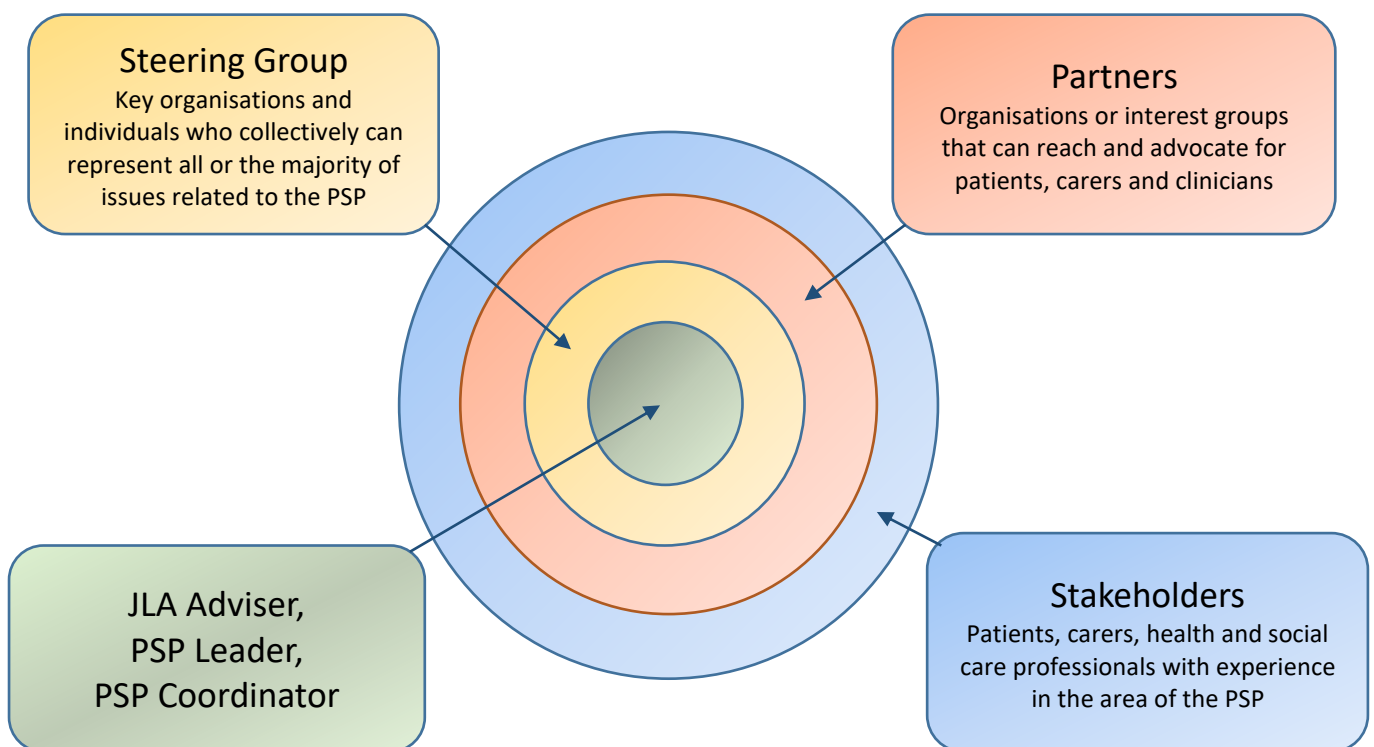 Steering Group
Key organisations and
individuals who collectively can
represent all or the majority of
issues related to the PSP
Partners
Organisations or interest groups
that can reach and advocate for
patients, carers and clinicians
JLA Adviser,
PSP Leader,
PSP Coordinator
Stakeholders
Patients, carers, health and social
care professionals with experience
in the area of the PSP